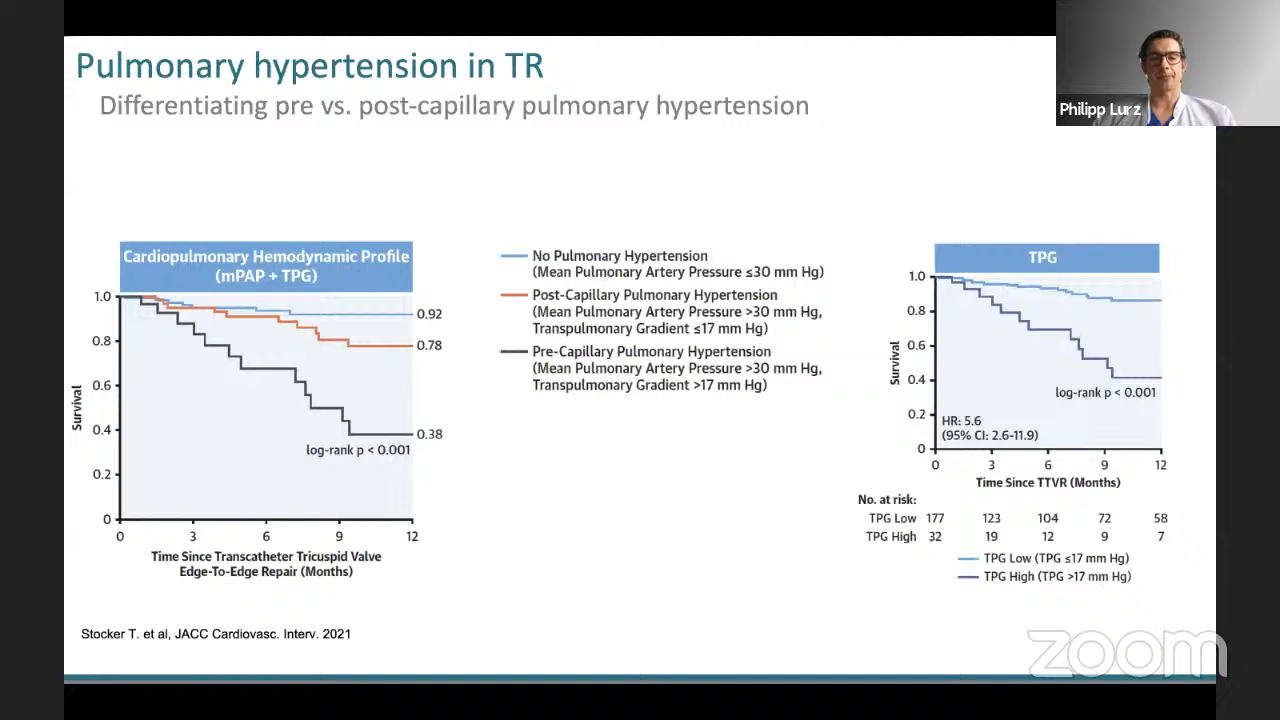 Pulmonary hypertension in TR
Differentiating pre vs. post-capillary pulmonary hypertension
Philipp Lurz
Cardiopulmonary Hemodynamic Profile
(mPAP + TPG)
1.0
0.8
0.6
0.4
0.2
0
Survival
0.92
0.78
0.38
log-rank p < 0.001
0
3
6
9
12
Time Since Transcatheter Tricuspid Valve
Edge-To-Edge Repair (Months)
No Pulmonary Hypertension
(Mean Pulmonary Artery Pressure ≤30 mm Hg)
Post-Capillary Pulmonary Hypertension
(Mean Pulmonary Artery Pressure >30 mm Hg,
Transpulmonary Gradient ≤17 mm Hg)
Pre-Capillary Pulmonary Hypertension
(Mean Pulmonary Artery Pressure >30 mm Hg,
Transpulmonary Gradient >17 mm Hg)
TPG
1.0
0.8
0.6
0.4
0.2
0
Survival
log-rank p < 0.001
HR: 5.6
(95% CI: 2.6-11.9)
0
3
6
9
12
Time Since TTVR (Months)
No. at risk:
TPG Low 177 123 104 72 58
TPG High 32 19 12 9 7
TPG Low (TPG ≤17 mm Hg)
TPG High (TPG >17 mm Hg)
Stocker T. et al, JACC Cardiovasc. Interv. 2021
zoom